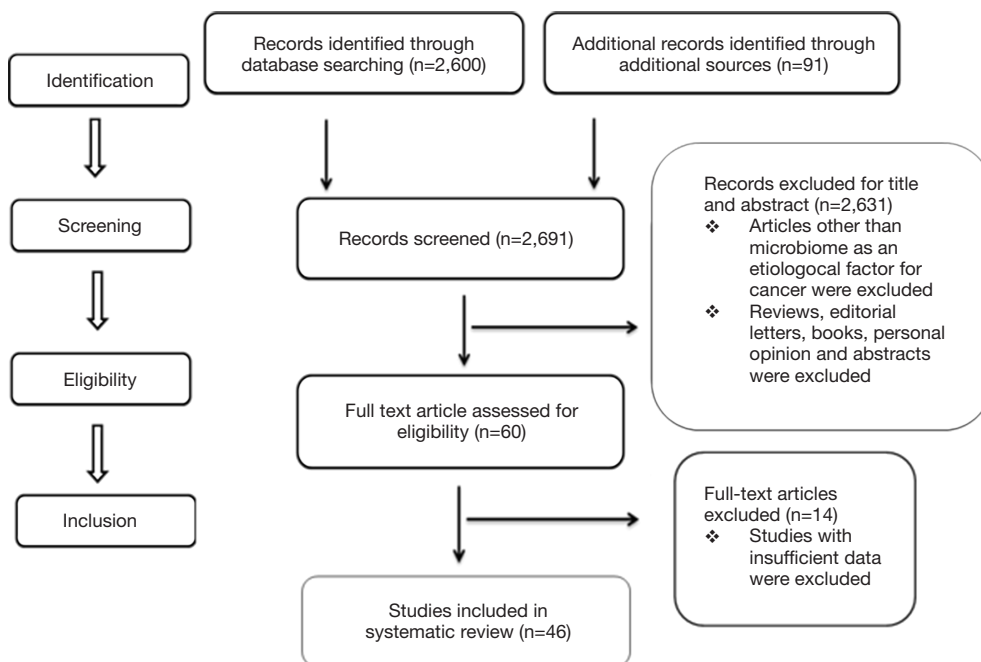 Identification
Records identified through
database searching (n=2,600)
Additional records identified through
additional sources (n=91)
Screening
Records screened (n=2,691)
Records excluded for title
and abstract (n=2,631)
❖ Articles other than
microbiome as an
etiologocal factor for
cancer were excluded
❖ Reviews, editorial
letters, books, personal
opinion and abstracts
were excluded
Eligibility
Full text article assessed for
eligibility (n=60)
Full-text articles
excluded (n=14)
❖ Studies with
insufficient data
were excluded
Inclusion
Studies included in
systematic review (n=46)